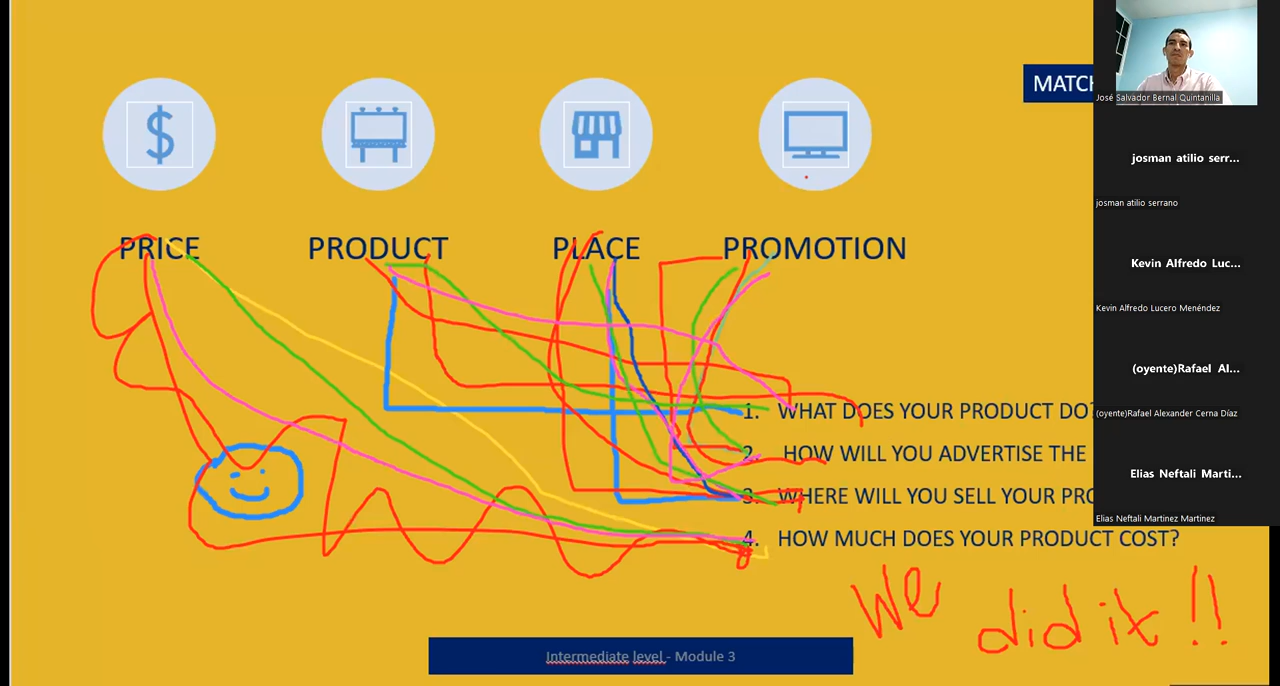 MATCH
José Salvador Bernal Quintanilla
josman atilio serr...
josman atilio serrano
PRICE
PRODUCT
PLACE
PROMOTION
Kevin Alfredo Luc...
Kevin Alfredo Lucero Menéndez
(oyente)Rafael Al...
(oyente)Rafael Alexander Cerna Díaz
1. WHAT DOES YOUR PRODUCT DO?
2. HOW WILL YOU ADVERTISE THE
Elias Neftali Marti...
3. WHERE WILL YOU SELL YOUR PRO
Elias Neftali Martinez Martinez
4. HOW MUCH DOES YOUR PRODUCT COST?
We did it!!
Intermediate level - Module 3